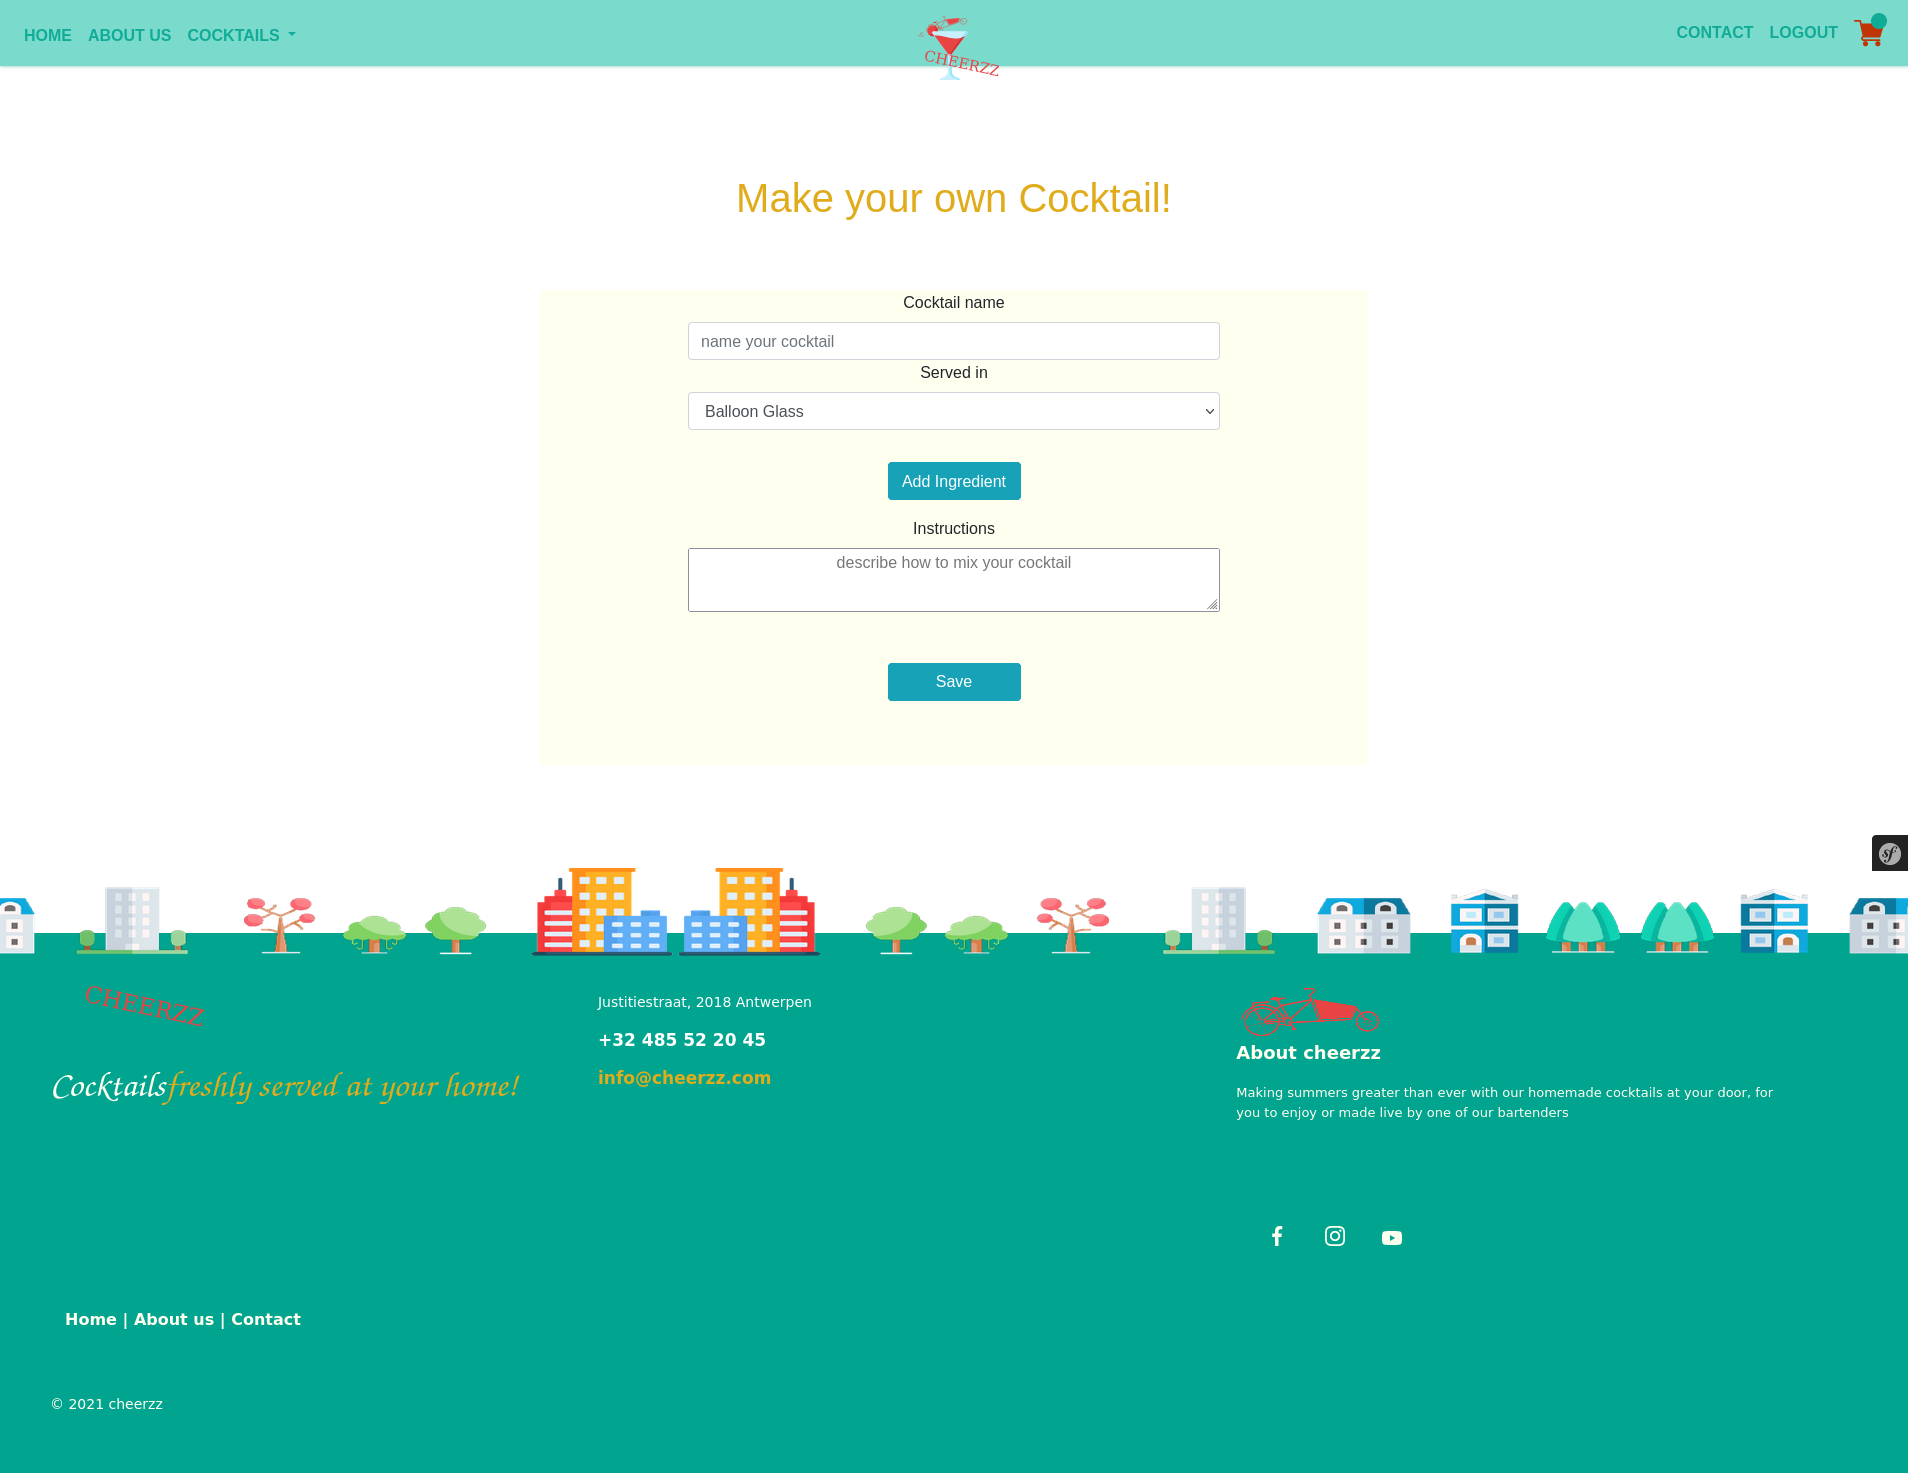 HOME ABOUT US COCKTAILS
CHEERZZ
CONTACT LOGOUT
Make your own Cocktail!
Cocktail name
name your cocktail
Served in
Balloon Glass
Add Ingredient
Instructions
describe how to mix your cocktail
Save
sf
CHEERZZ
Cocktails freshly served at your home!
Justitiestraat, 2018 Antwerpen
+32 485 52 20 45
info@cheerzz.com
About cheerzz
Making summers greater than ever with our homemade cocktails at your door, for
you to enjoy or made live by one of our bartenders
Home | About us | Contact
© 2021 cheerzz